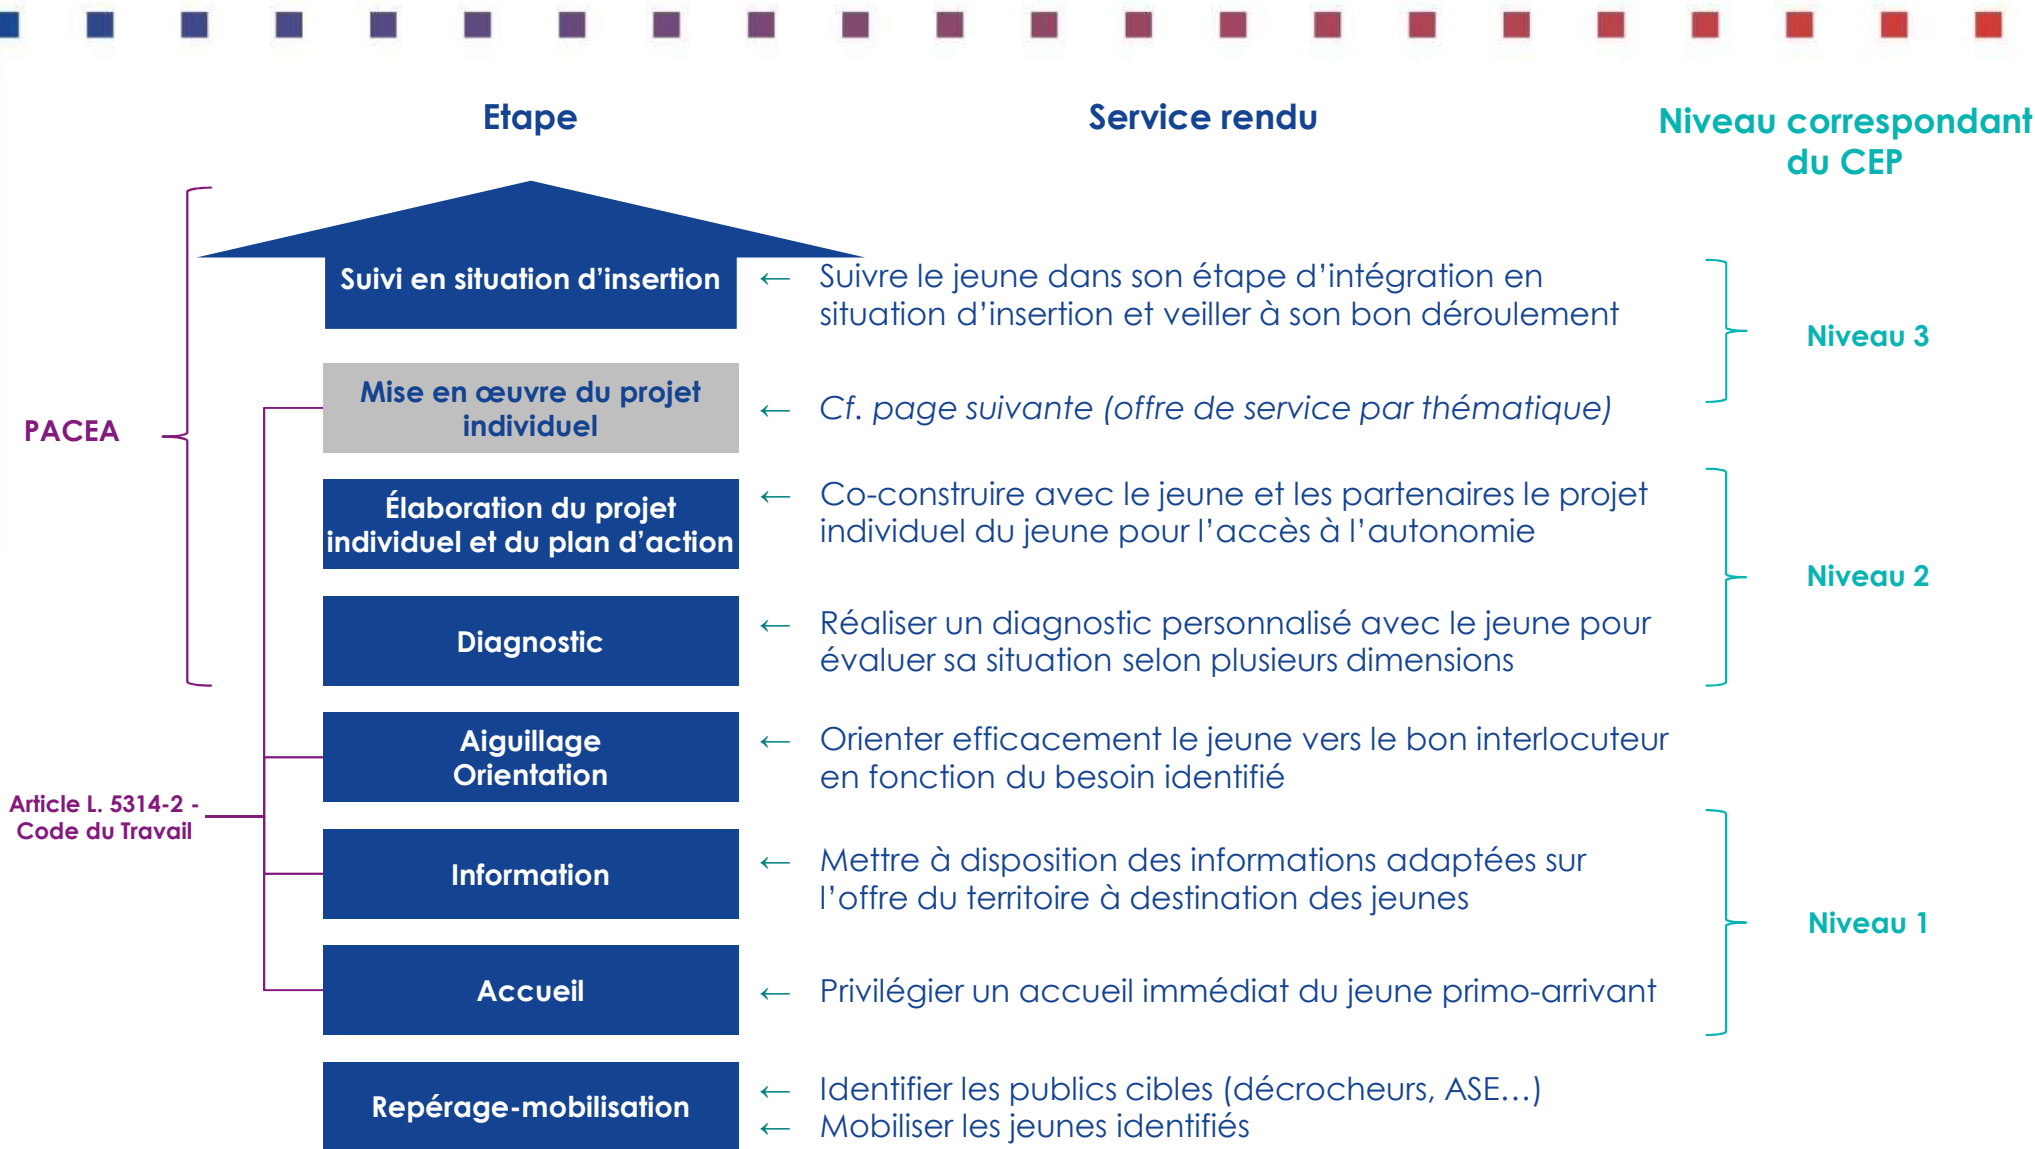 Etape
Service rendu
Niveau correspondant
du CEP
Suivi en situation d’insertion
← Suivre le jeune dans son étape d’intégration en
situation d’insertion et veiller à son bon déroulement
Niveau 3
Mise en œuvre du projet
individuel
← Cf. page suivante (offre de service par thématique)
PACEA
Élaboration du projet
individuel et du plan d’action
← Co-construire avec le jeune et les partenaires le projet
individuel du jeune pour l’accès à l’autonomie
Niveau 2
Diagnostic
← Réaliser un diagnostic personnalisé avec le jeune pour
évaluer sa situation selon plusieurs dimensions
Aiguillage
Orientation
← Orienter efficacement le jeune vers le bon interlocuteur
en fonction du besoin identifié
Article L. 5314-2 -
Code du Travail
Information
← Mettre à disposition des informations adaptées sur
l’offre du territoire à destination des jeunes
Niveau 1
Accueil
← Privilégier un accueil immédiat du jeune primo-arrivant
Repérage-mobilisation
← Identifier les publics cibles (décrocheurs, ASE…)
← Mobiliser les jeunes identifiés